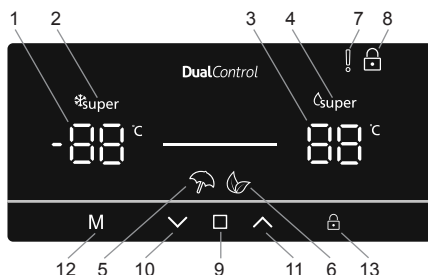 1 2 3 4 7 8
DualControl
super super
-88 °C 88 °C
M
12 5 10 9 11 6 13